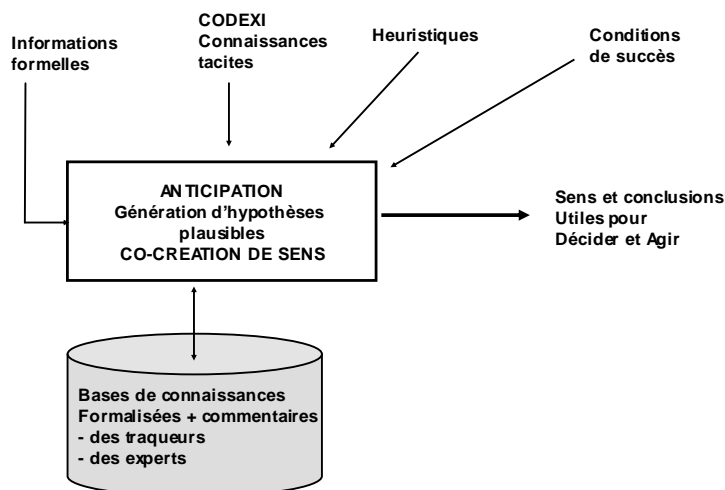 Informations
formelles
CODEXI
Connaissances
tacites
Heuristiques
Conditions
de succès
ANTICIPATION
Génération d'hypothèses
plausibles
CO-CREATION DE SENS
Sens et conclusions
Utiles pour
Décider et Agir
Bases de connaissances
Formalisées + commentaires
- des traqueurs
- des experts